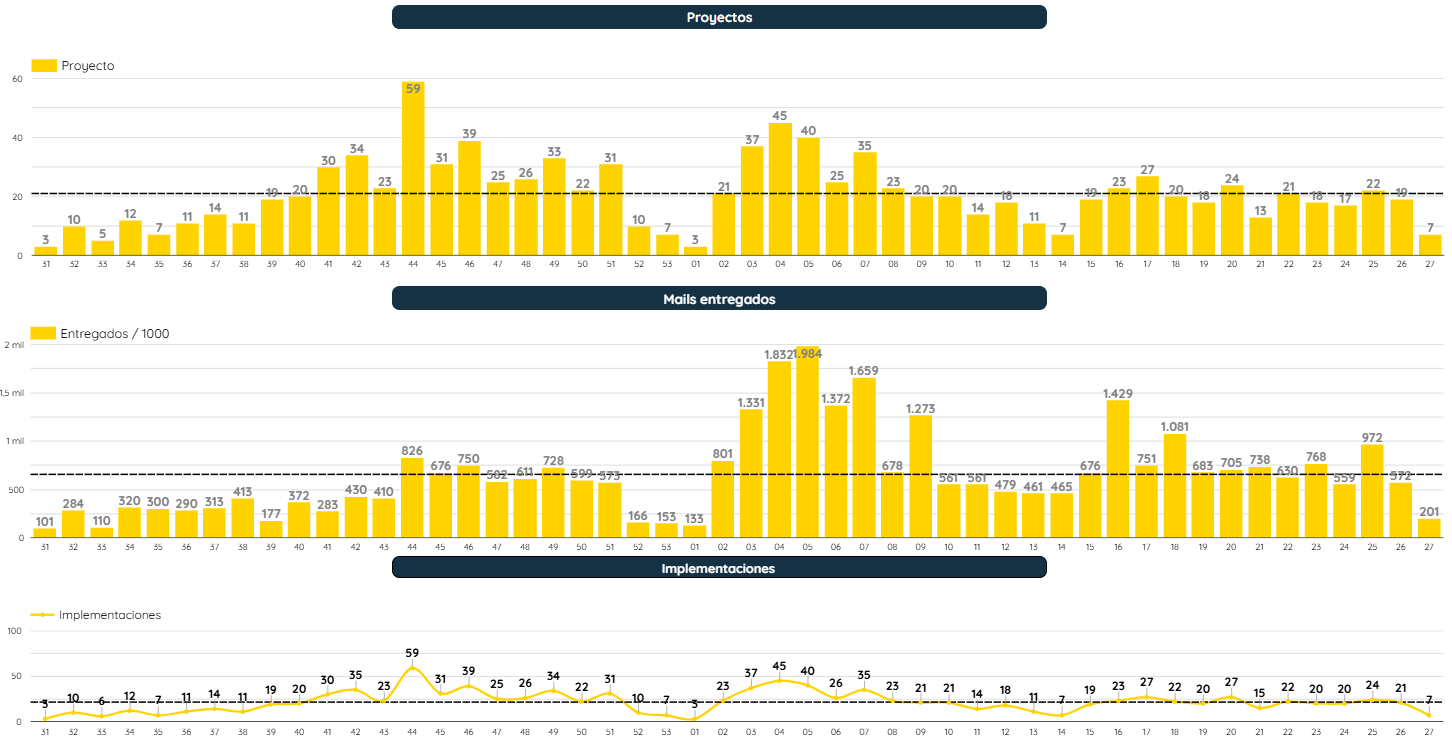 Proyectos
Proyecto
60
40
20
0
3 10 5 12 7 11 14 11 19 20 30 34 23 59 31 39 25 26 33 22 31 10 7 3 21 37 45 40 25 35 23 20 20 14 18 11 7 19 23 27 20 18 24 13 21 18 17 22 19 7
31 32 33 34 35 36 37 38 39 40 41 42 43 44 45 46 47 48 49 50 51 52 53 01 02 03 04 05 06 07 08 09 10 11 12 13 14 15 16 17 18 19 20 21 22 23 24 25 26 27
Mails entregados
Entregados / 1000
2 mil
1,5 mil
1 mil
500
0
101 284 110 320 300 290 313 413 177 372 283 430 410 826 676 750 582 611 728 599 573 166 153 133 801 1.331 1.832 1.984 1.372 1.659 678 1.273 561 561 479 461 465 676 1.429 751 1.081 683 705 738 630 768 559 972 572 201
31 32 33 34 35 36 37 38 39 40 41 42 43 44 45 46 47 48 49 50 51 52 53 01 02 03 04 05 06 07 08 09 10 11 12 13 14 15 16 17 18 19 20 21 22 23 24 25 26 27
Implementaciones
Implementaciones
100
50
0
3 10 6 12 7 11 14 11 19 20 30 35 23 59 31 39 25 26 34 22 31 10 7 3 23 37 45 40 26 35 23 21 21 14 18 11 7 19 23 27 22 20 27 15 22 20 20 24 21 7
31 32 33 34 35 36 37 38 39 40 41 42 43 44 45 46 47 48 49 50 51 52 53 01 02 03 04 05 06 07 08 09 10 11 12 13 14 15 16 17 18 19 20 21 22 23 24 25 26 27